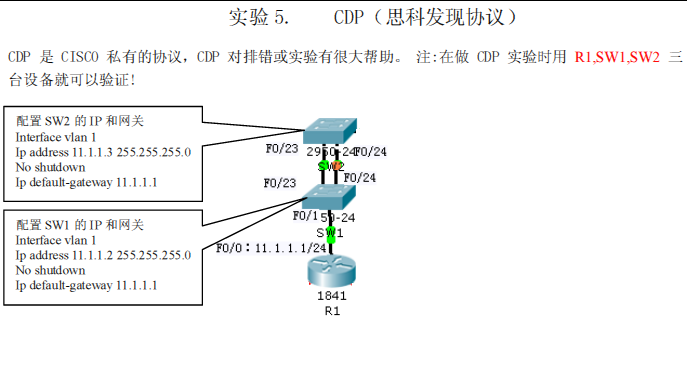 实验 5.    CDP（思科发现协议）
CDP 是 CISCO 私有的协议，CDP 对排错或实验有很大帮助。 注:在做 CDP 实验时用 R1,SW1,SW2 三
台设备就可以验证!
配置 SW2 的 IP 和网关
Interface vlan 1
Ip address 11.1.1.3 255.255.255.0
No shutdown
Ip default-gateway 11.1.1.1
F0/23
2950-24
F0/24
SW2
F0/23
F0/24
配置 SW1 的 IP 和网关
Interface vlan 1
Ip address 11.1.1.2 255.255.255.0
No shutdown
Ip default-gateway 11.1.1.1
F0/1
50-24
SW1
F0/0：11.1.1.1/24
1841
R1